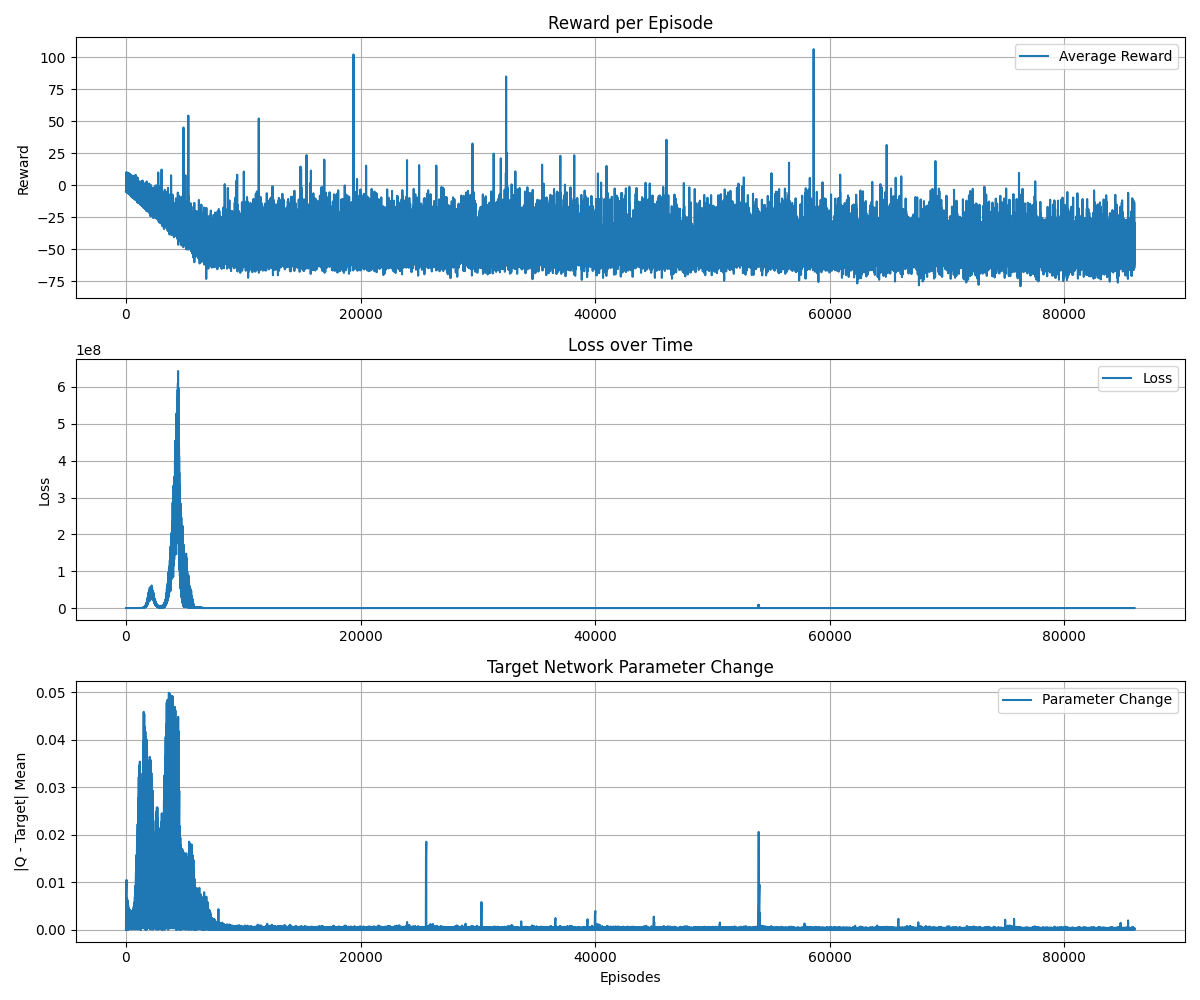 Reward per Episode
Average Reward
Reward
100
75
50
25
0
−25
−50
−75
0 20000 40000 60000 80000
Loss over Time
1e8
Loss
Loss
6
5
4
3
2
1
0
0 20000 40000 60000 80000
Target Network Parameter Change
Parameter Change
|Q - Target| Mean
0.05
0.04
0.03
0.02
0.01
0.00
0 20000 40000 60000 80000
Episodes